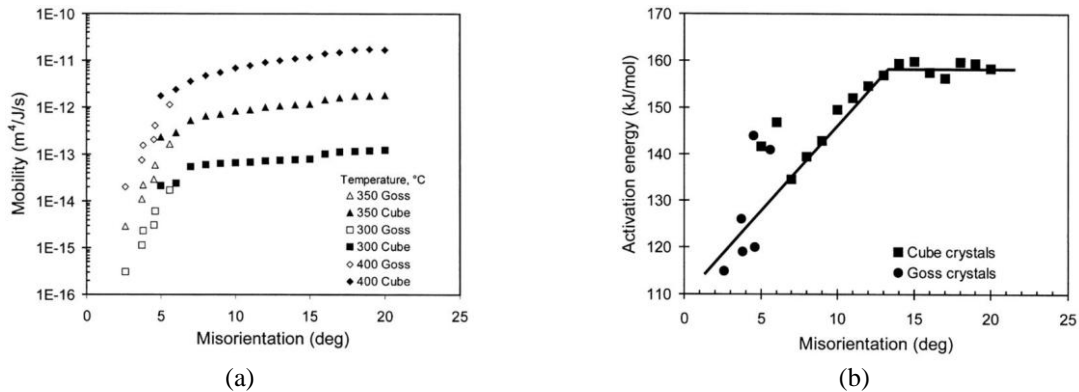 1E-10
1E-11
1E-12
1E-13
1E-14
1E-15
1E-16
Mobility (m⁴/J/s)
Temperature, °C
350 Goss
350 Cube
300 Goss
300 Cube
400 Goss
400 Cube
0 5 10 15 20 25
Misorientation (deg)
(a)
170
160
150
140
130
120
110
Activation energy (kJ/mol)
Cube crystals
Goss crystals
0 5 10 15 20 25
Misorientation (deg)
(b)